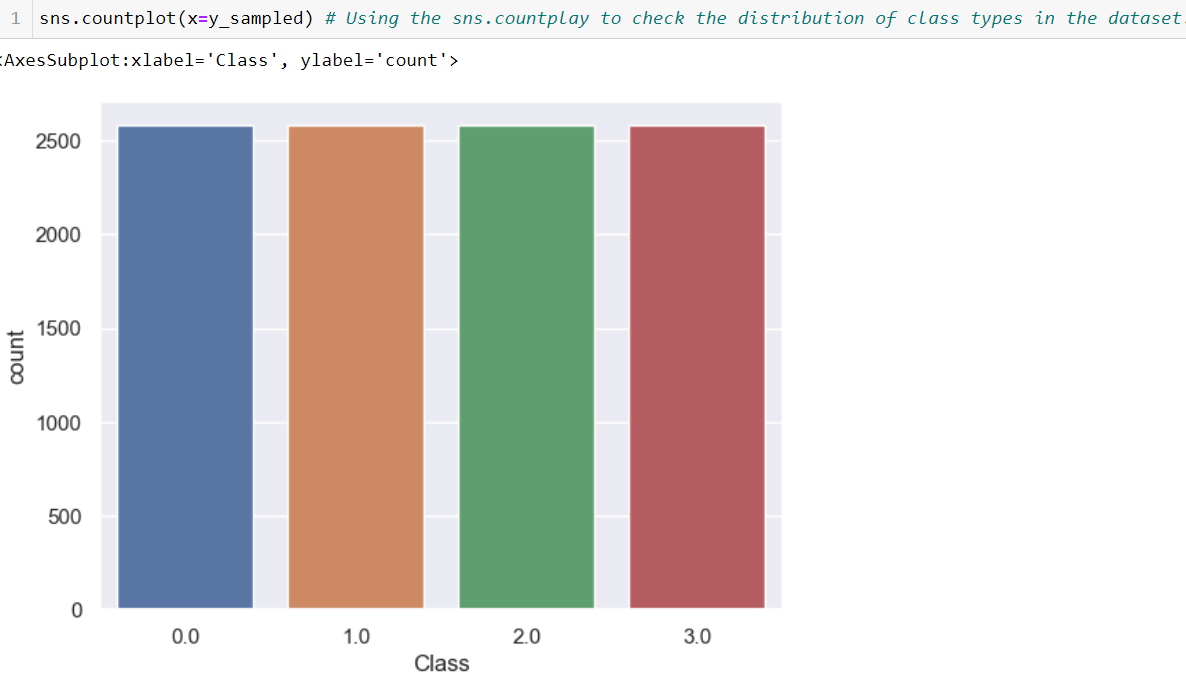 1 sns.countplot(x=y_sampled) # Using the sns.countplay to check the distribution of class types in the dataset
<AxesSubplot:xlabel='Class', ylabel='count'>
2500
2000
1500
1000
500
0
count
0.0 1.0 2.0 3.0
Class